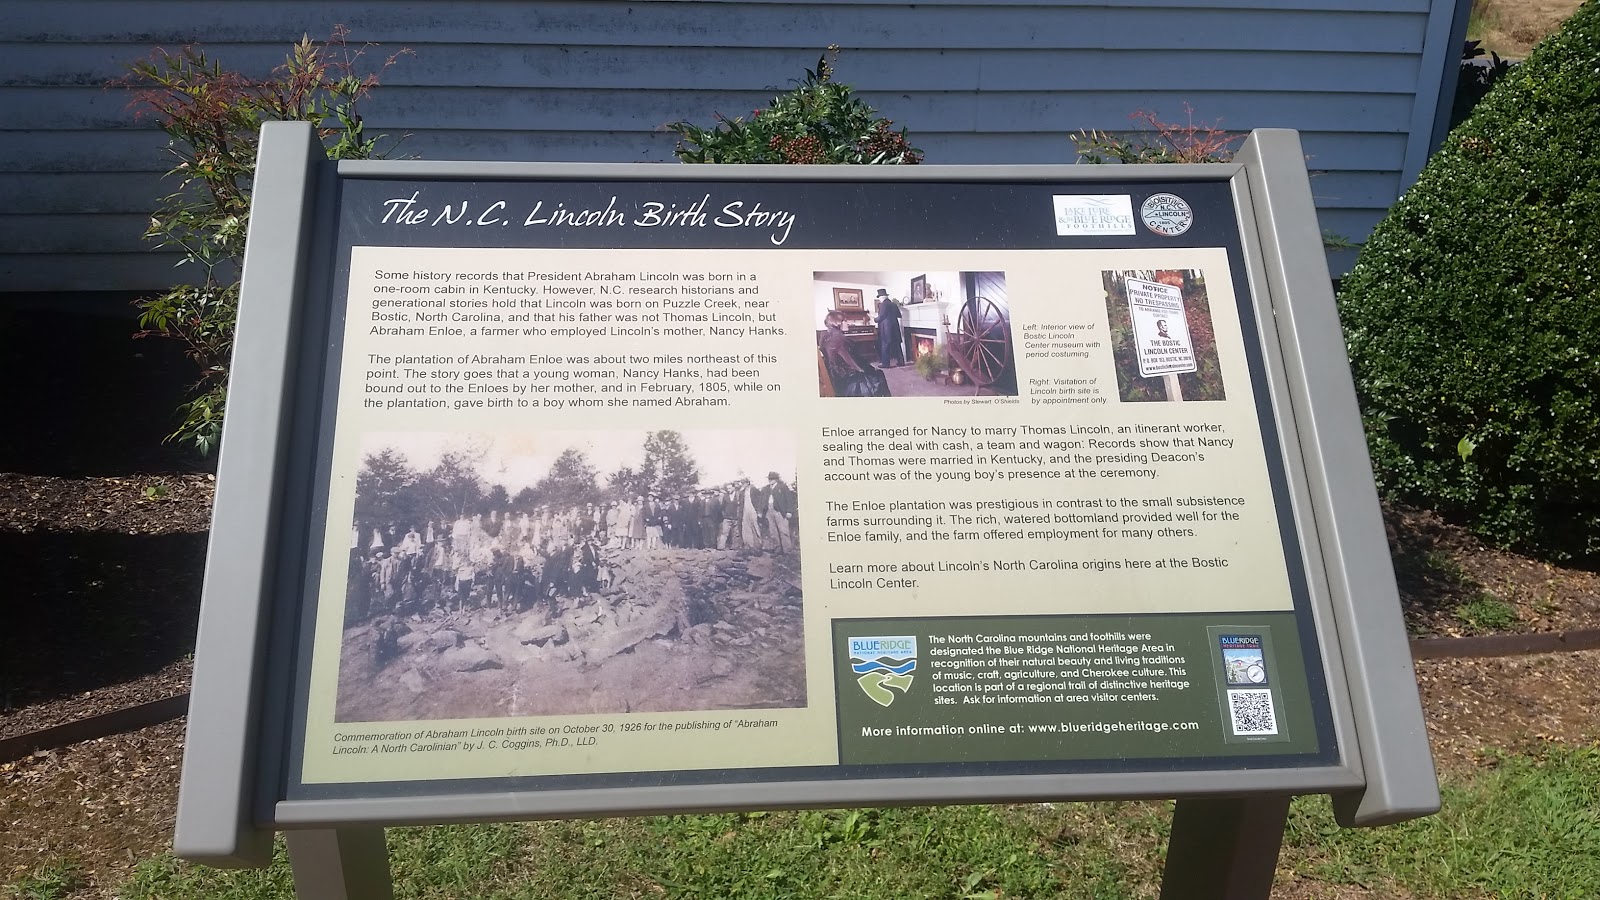 The N.C. Lincoln Birth Story
LAKE LURE
& THE BLUE RIDGE
FOOTHILLS
BOSTIC
N.C.
LINCOLN
1805
CENTER
Some history records that President Abraham Lincoln was born in a
one-room cabin in Kentucky. However, N.C. research historians and
generational stories hold that Lincoln was born on Puzzle Creek, near
Bostic, North Carolina, and that his father was not Thomas Lincoln, but
Abraham Enloe, a farmer who employed Lincoln's mother, Nancy Hanks.
The plantation of Abraham Enloe was about two miles northeast of this
point. The story goes that a young woman, Nancy Hanks, had been
bound out to the Enloes by her mother, and in February, 1805, while on
the plantation, gave birth to a boy whom she named Abraham.
Commemoration of Abraham Lincoln birth site on October 30, 1926 for the publishing of "Abraham
Lincoln: A North Carolinian" by J. C. Coggins, Ph.D., LLD.
Photos by Stewart O'Shields
Left: Interior view of
Bostic Lincoln
Center museum with
period costuming.
Right: Visitation of
Lincoln birth site is
by appointment only.
NOTICE
PRIVATE PROPERTY
NO TRESPASSING
THE BOSTIC
LINCOLN CENTER
Enloe arranged for Nancy to marry Thomas Lincoln, an itinerant worker,
sealing the deal with cash, a team and wagon. Records show that Nancy
and Thomas were married in Kentucky, and the presiding Deacon's
account was of the young boy's presence at the ceremony.
The Enloe plantation was prestigious in contrast to the small subsistence
farms surrounding it. The rich, watered bottomland provided well for the
Enloe family, and the farm offered employment for many others.
Learn more about Lincoln's North Carolina origins here at the Bostic
Lincoln Center.
BLUE RIDGE
NATIONAL HERITAGE AREA
The North Carolina mountains and foothills were
designated the Blue Ridge National Heritage Area in
recognition of their natural beauty and living traditions
of music, craft, agriculture, and Cherokee culture. This
location is part of a regional trail of distinctive heritage
sites. Ask for information at area visitor centers.
More information online at: www.blueridgeheritage.com
BLUE RIDGE
HERITAGE TRAIL